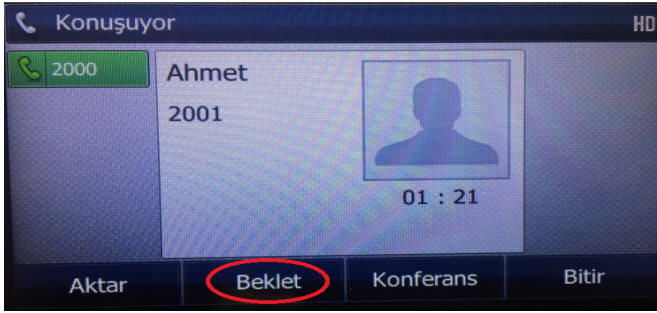 Konuşuyor
HD
2000
Ahmet
2001
01 : 21
Aktar
Beklet
Konferans
Bitir